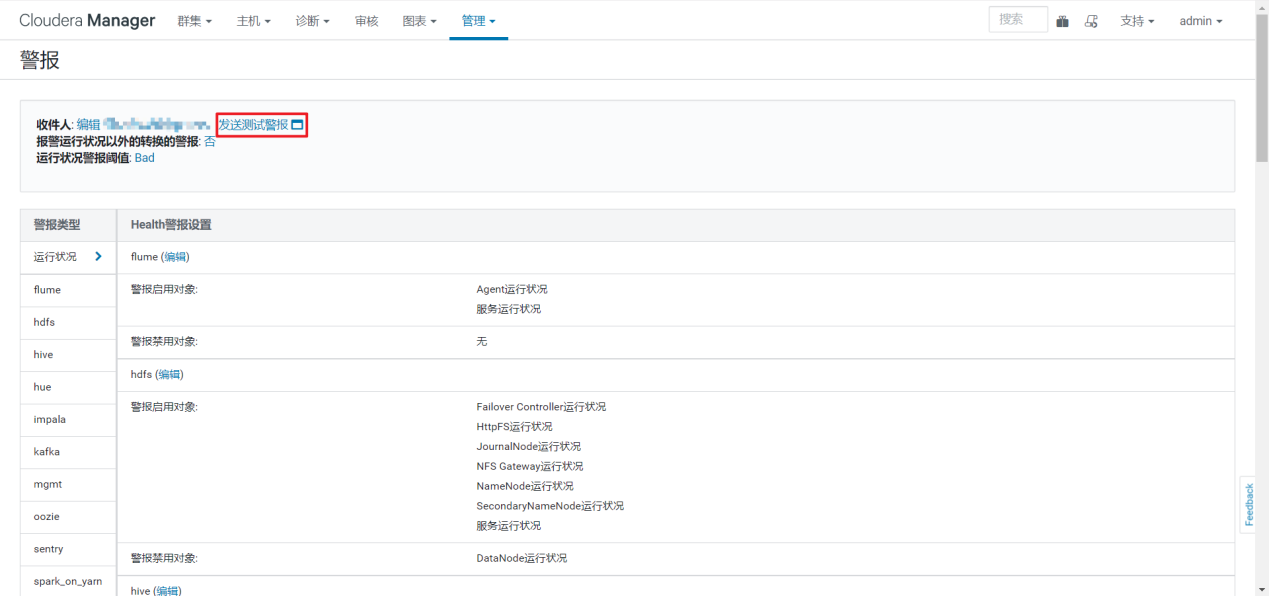 Cloudera Manager 群集 主机 诊断 审核 图表 管理 搜索 支持 admin
警报
收件人: 编辑 发送测试警报
报警运行状况以外的转换的警报: 否
运行状况警报阈值: Bad
警报类型 Health警报设置
运行状况 flume (编辑)
flume 警报启用对象: Agent运行状况
服务运行状况
hdfs
警报禁用对象: 无
hive
hdfs (编辑)
hue
警报启用对象: Failover Controller运行状况
impala
HttpFS运行状况
JournalNode运行状况
kafka
NFS Gateway运行状况
mgmt
NameNode运行状况
SecondaryNameNode运行状况
oozie
服务运行状况
sentry
警报禁用对象: DataNode运行状况
spark_on_yarn
hive (编辑)
Feedback